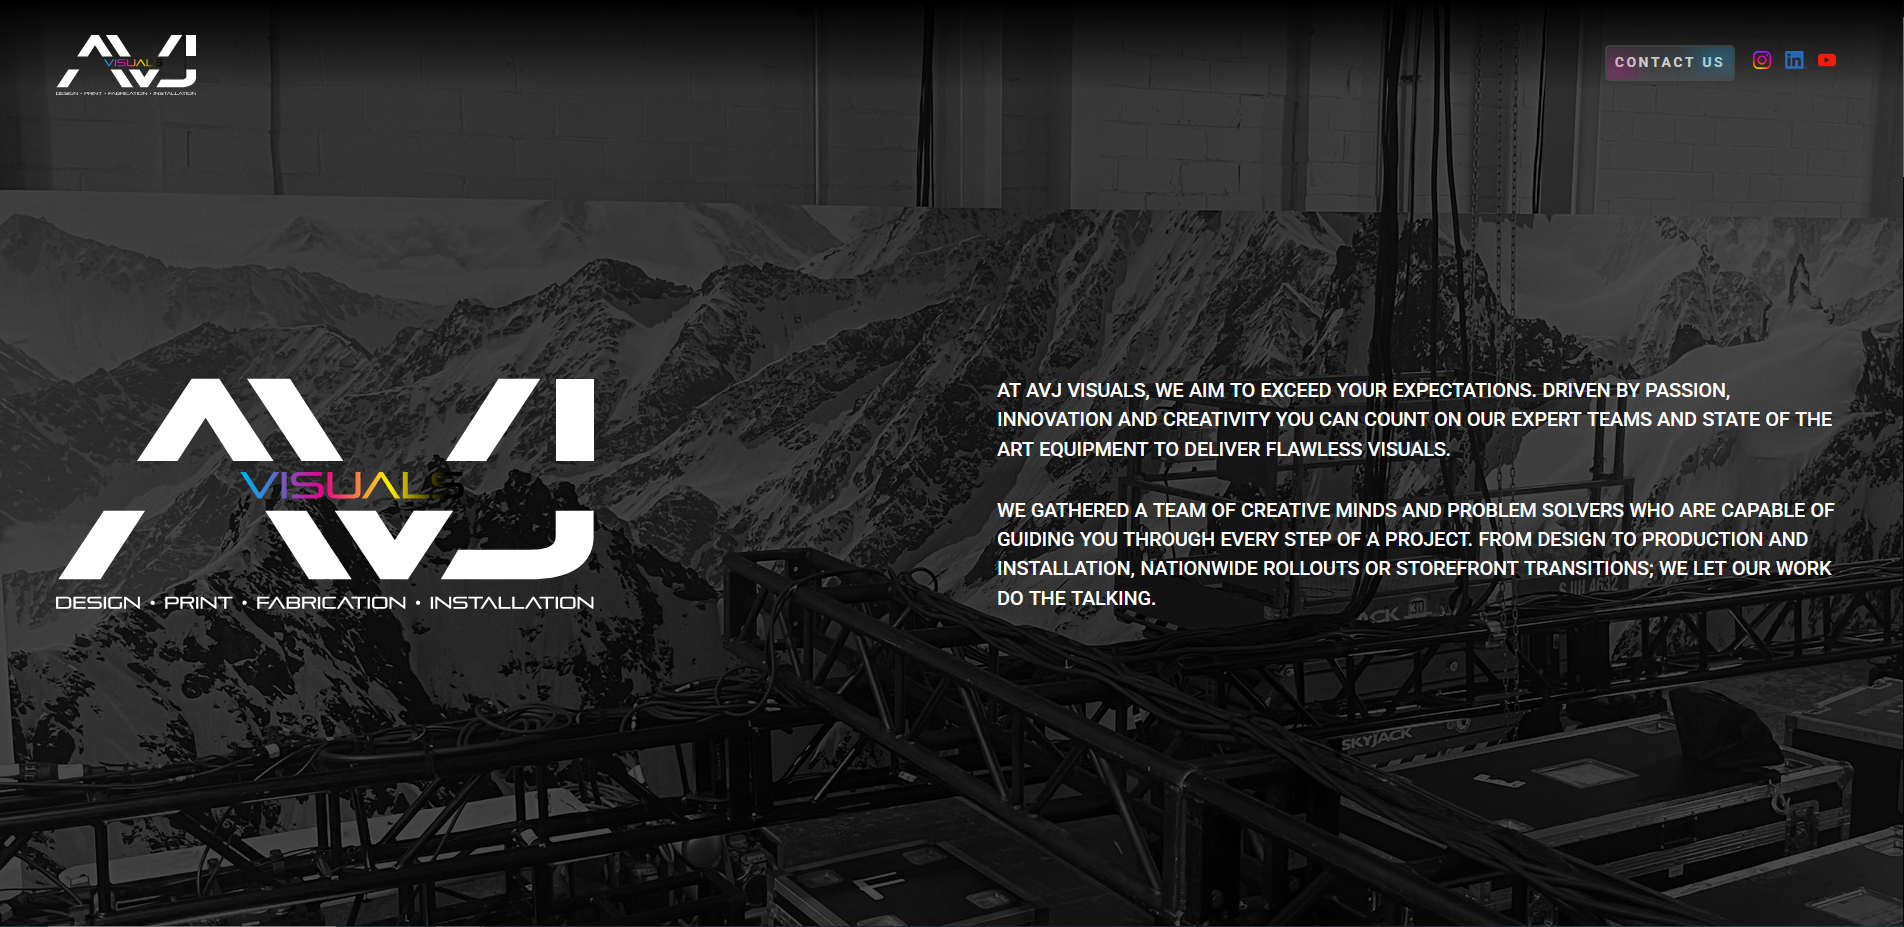 AVJ
VISUALS
DESIGN • PRINT • FABRICATION • INSTALLATION
CONTACT US
AVJ
VISUALS
DESIGN • PRINT • FABRICATION • INSTALLATION
AT AVJ VISUALS, WE AIM TO EXCEED YOUR EXPECTATIONS. DRIVEN BY PASSION,
INNOVATION AND CREATIVITY YOU CAN COUNT ON OUR EXPERT TEAMS AND STATE OF THE
ART EQUIPMENT TO DELIVER FLAWLESS VISUALS.
WE GATHERED A TEAM OF CREATIVE MINDS AND PROBLEM SOLVERS WHO ARE CAPABLE OF
GUIDING YOU THROUGH EVERY STEP OF A PROJECT. FROM DESIGN TO PRODUCTION AND
INSTALLATION, NATIONWIDE ROLLOUTS OR STOREFRONT TRANSITIONS; WE LET OUR WORK
DO THE TALKING.
SKYJACK